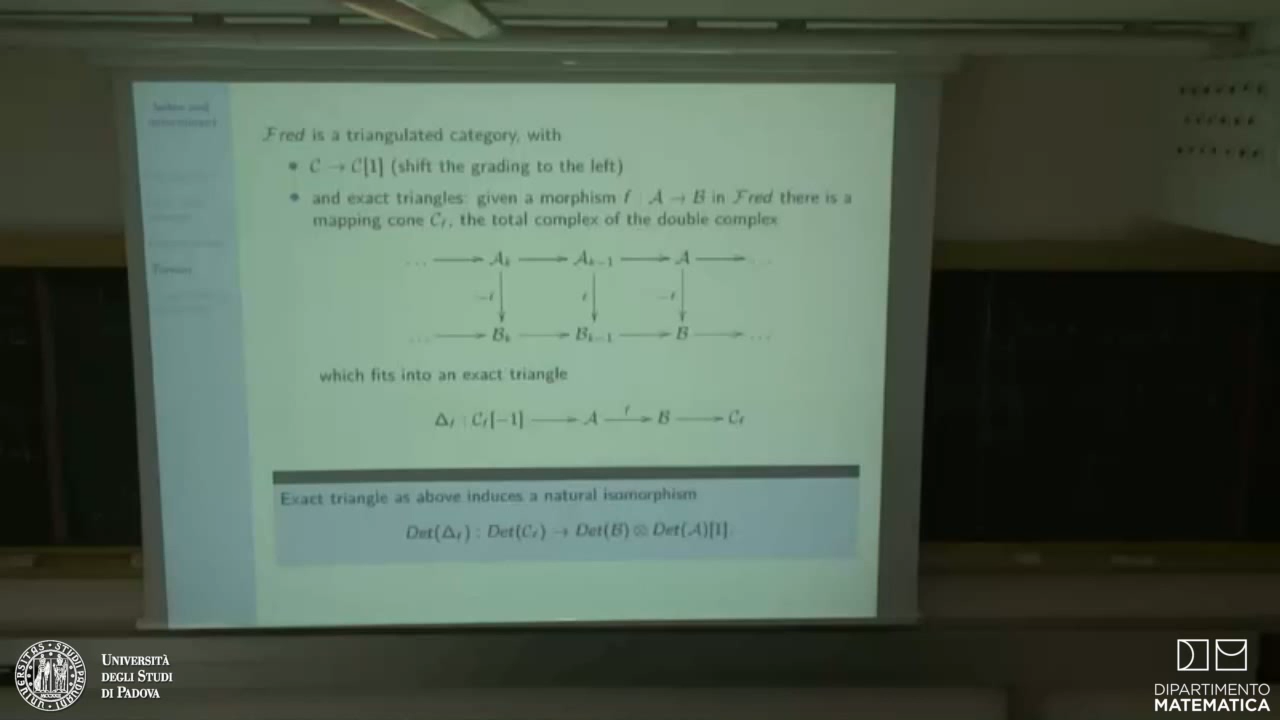 Index and
Fred is a triangulated category, with
• C → C[1] (shift the grading to the left)
• and exact triangles: given a morphism f : A → B in Fred there is a
mapping cone C_f, the total complex of the double complex
... → A_k → A_{k-1} → A → ...
-f f -f
... → B_k → B_{k-1} → B → ...
which fits into an exact triangle
Δ_f : C_f[-1] → A →^f B → C_f
Exact triangle as above induces a natural isomorphism
Det(Δ_f) : Det(C_f) → Det(B) ⊗ Det(A)[1].
Torsion
UNIVERSITÀ
DEGLI STUDI
DI PADOVA
DIPARTIMENTO
MATEMATICA